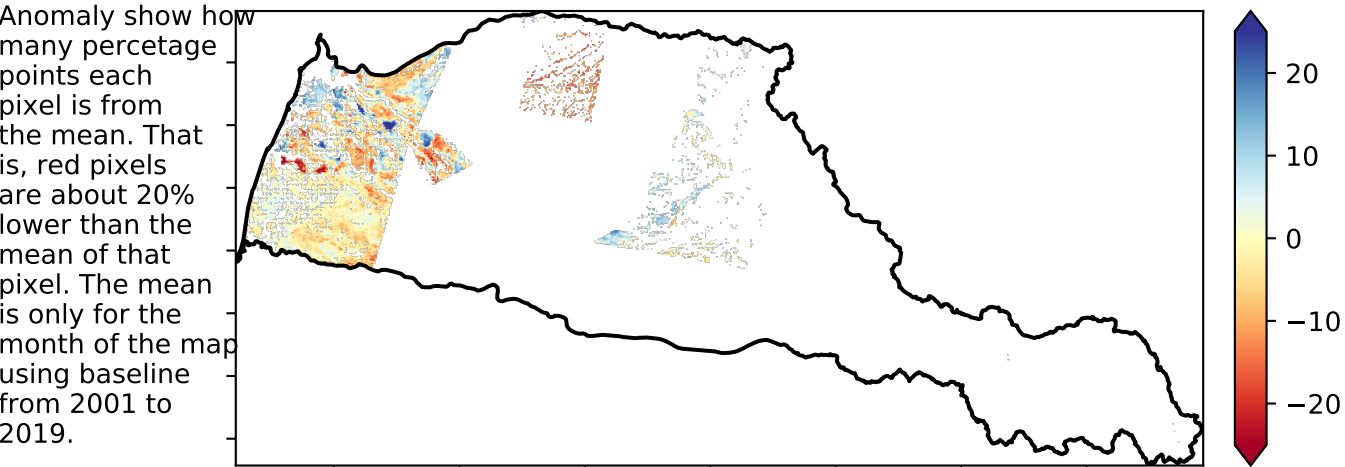 Anomaly show how
many percetage
points each
pixel is from
the mean. That
is, red pixels
are about 20%
lower than the
mean of that
pixel. The mean
is only for the
month of the map
using baseline
from 2001 to
2019.
20
10
0
−10
−20